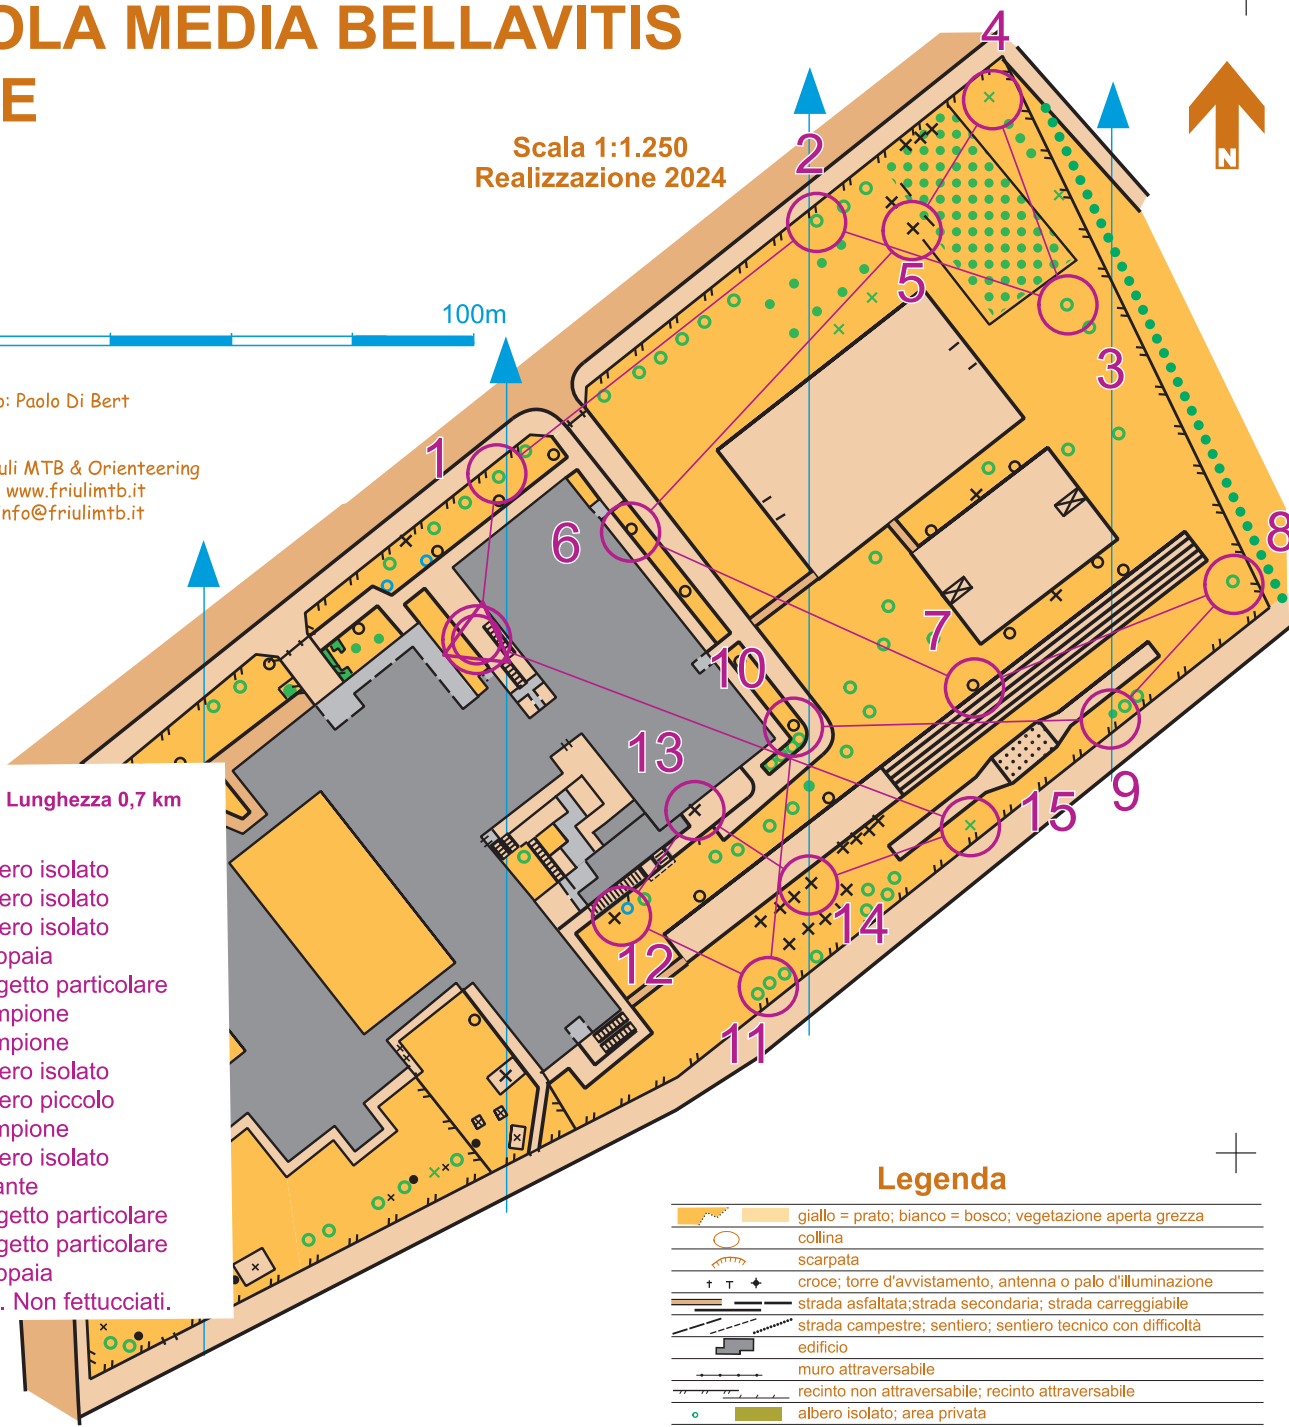 OLA MEDIA BELLAVITIS
E
Scala 1:1.250
Realizzazione 2024
N
100m
o: Paolo Di Bert
uli MTB & Orienteering
www.friulimtb.it
nfo@friulimtb.it
4
2
5
3
1
6
8
7
10
13
9
15
14
12
11
Lunghezza 0,7 km
ero isolato
ero isolato
ero isolato
ppaia
getto particolare
mpione
mpione
ero isolato
ero piccolo
mpione
ero isolato
ante
getto particolare
getto particolare
ppaia
. Non fettucciati.
Legenda
giallo = prato; bianco = bosco; vegetazione aperta grezza
collina
scarpata
croce; torre d'avvistamento, antenna o palo d'illuminazione
strada asfaltata;strada secondaria; strada carreggiabile
strada campestre; sentiero; sentiero tecnico con difficoltà
edificio
muro attraversabile
recinto non attraversabile; recinto attraversabile
albero isolato; area privata